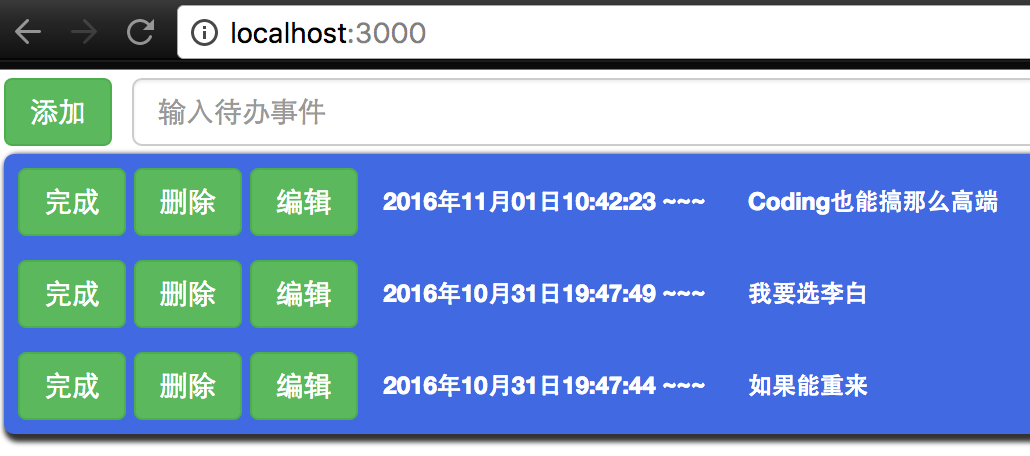 localhost:3000
添加 输入待办事件
完成 删除 编辑 2016年11月01日10:42:23 ~~~ Coding也能搞那么高端
完成 删除 编辑 2016年10月31日19:47:49 ~~~ 我要选李白
完成 删除 编辑 2016年10月31日19:47:44 ~~~ 如果能重来